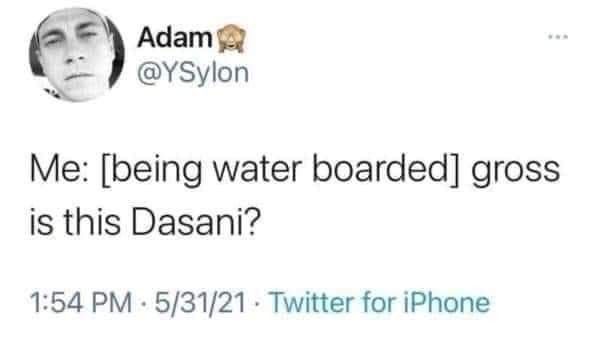 Adam🙈
@YSylon
Me: [being water boarded] gross
is this Dasani?
1:54 PM · 5/31/21 · Twitter for iPhone